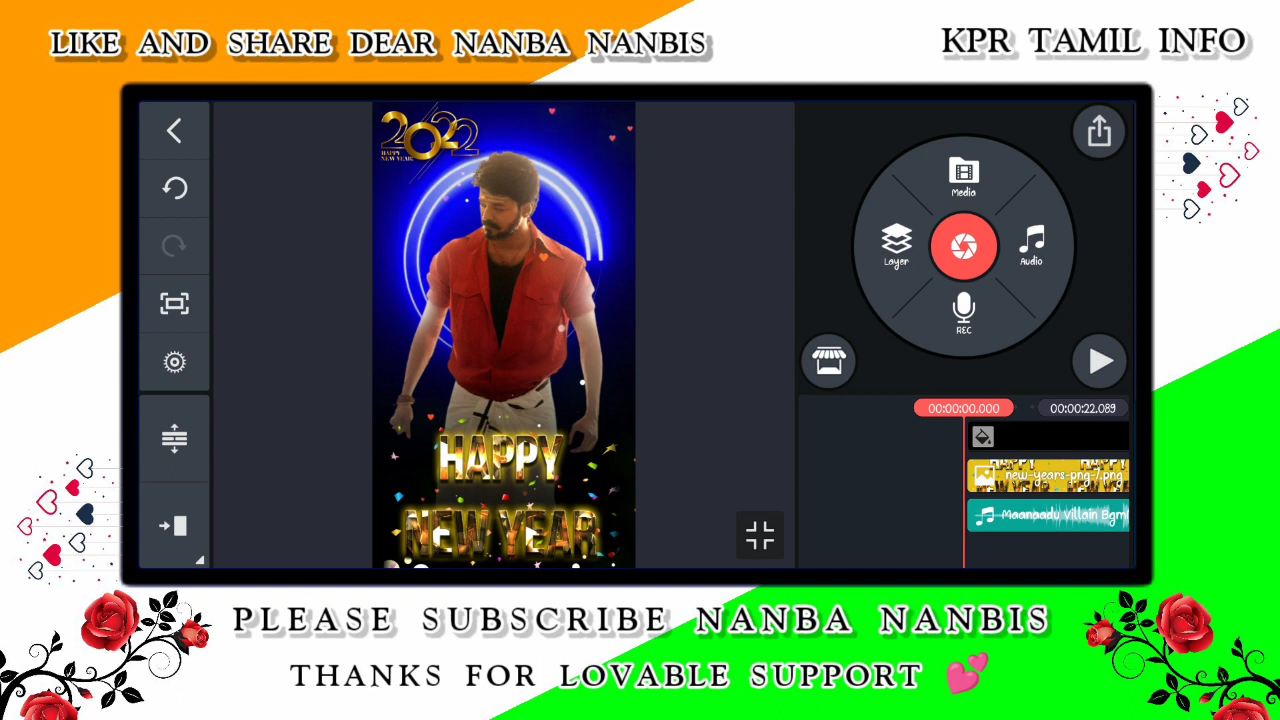 LIKE AND SHARE DEAR NANBA NANBIS
KPR TAMIL INFO
2022
HAPPY
NEW YEAR
Media
Layer
Audio
REC
00:00:00.000
00:00:22.089
new-years-png-7.png
Maanaadu Villain Bgm
HAPPY
NEW YEAR
PLEASE SUBSCRIBE NANBA NANBIS
THANKS FOR LOVABLE SUPPORT 💕